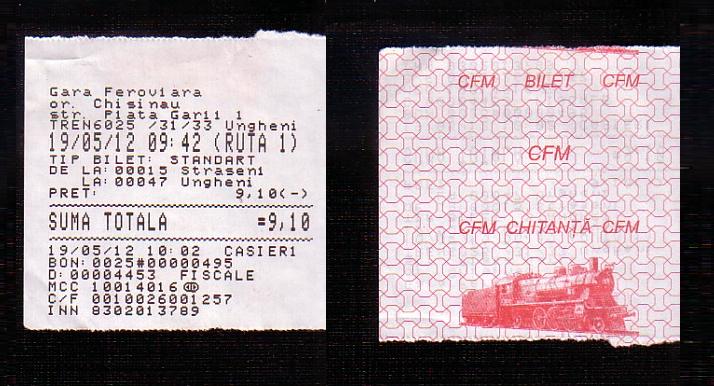 Gara Feroviara
or. Chisinau
str. Piata Garii 1
TREN6025 /31/33 Ungheni
19/05/12 09:42 (RUTA 1)
TIP BILET: STANDART
DE LA: 00015 Straseni
LA: 00047 Ungheni
PRET: 9,10(-)
SUMA TOTALA =9,10
19/05/12 10:02 CASIER1
BON: 0025#00000495
D: 00004453 FISCALE
MCC 10014016
C/F 0010026001257
INN 8302013789
CFM BILET CFM
CFM
CFM CHITANȚĂ CFM